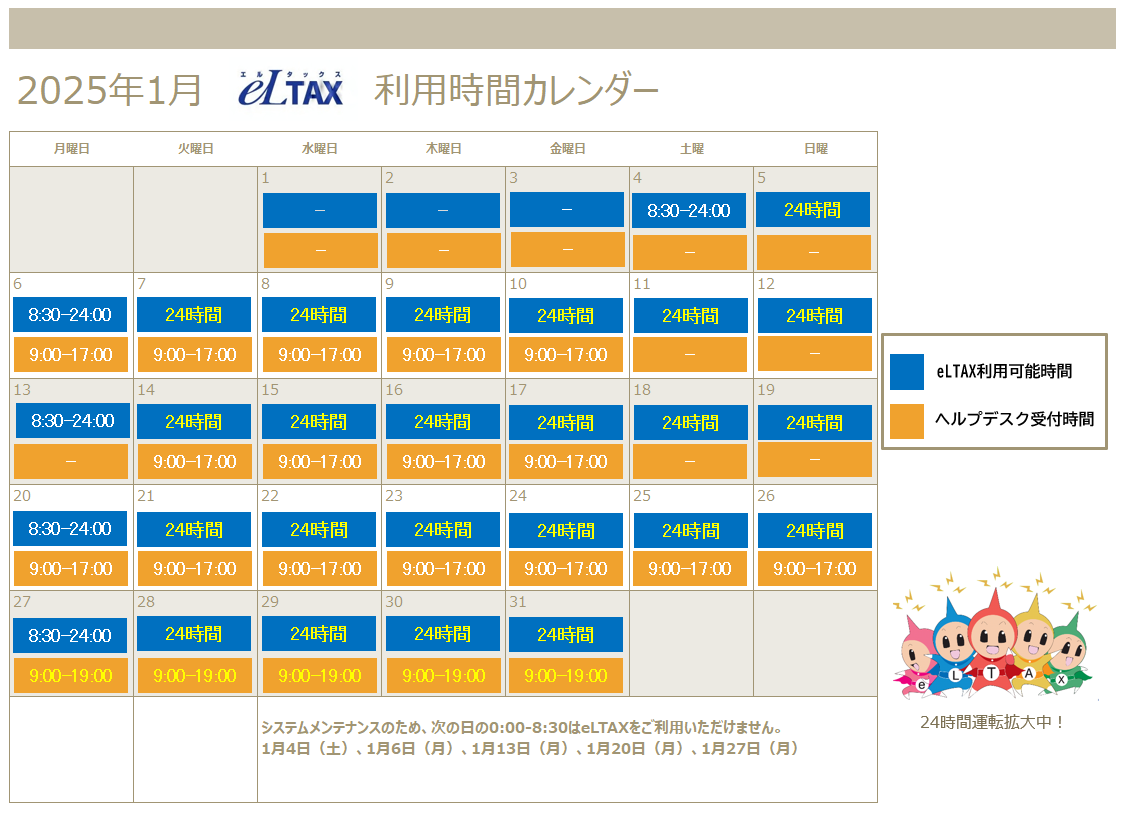 2025年1月 エルタックス eLTAX 利用時間カレンダー
月曜日 火曜日 水曜日 木曜日 金曜日 土曜 日曜
1 2 3 4 5
－ － － 8:30-24:00 24時間
－ － － － －
6 7 8 9 10 11 12
8:30-24:00 24時間 24時間 24時間 24時間 24時間 24時間
9:00-17:00 9:00-17:00 9:00-17:00 9:00-17:00 9:00-17:00 － －
eLTAX利用可能時間
ヘルプデスク受付時間
13 14 15 16 17 18 19
8:30-24:00 24時間 24時間 24時間 24時間 24時間 24時間
－ 9:00-17:00 9:00-17:00 9:00-17:00 9:00-17:00 － －
20 21 22 23 24 25 26
8:30-24:00 24時間 24時間 24時間 24時間 24時間 24時間
9:00-17:00 9:00-17:00 9:00-17:00 9:00-17:00 9:00-17:00 9:00-17:00 9:00-17:00
27 28 29 30 31
8:30-24:00 24時間 24時間 24時間 24時間
9:00-19:00 9:00-19:00 9:00-19:00 9:00-19:00 9:00-19:00
e L T A X
24時間運転拡大中！
システムメンテナンスのため、次の日の0:00-8:30はeLTAXをご利用いただけません。
1月4日（土）、1月6日（月）、1月13日（月）、1月20日（月）、1月27日（月）